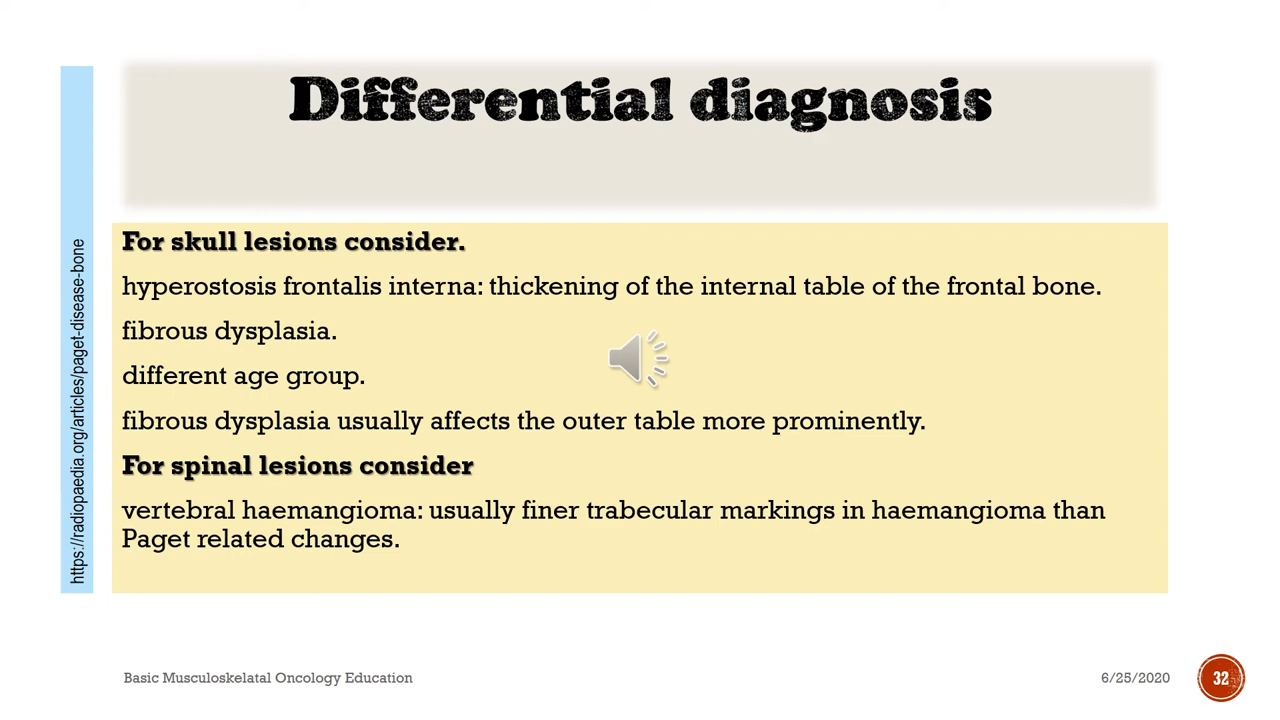 Differential diagnosis
https://radiopaedia.org/articles/paget-disease-bone
For skull lesions consider.
hyperostosis frontalis interna: thickening of the internal table of the frontal bone.
fibrous dysplasia.
different age group.
fibrous dysplasia usually affects the outer table more prominently.
For spinal lesions consider
vertebral haemangioma: usually finer trabecular markings in haemangioma than
Paget related changes.
Basic Musculoskelatal Oncology Education
6/25/2020
32